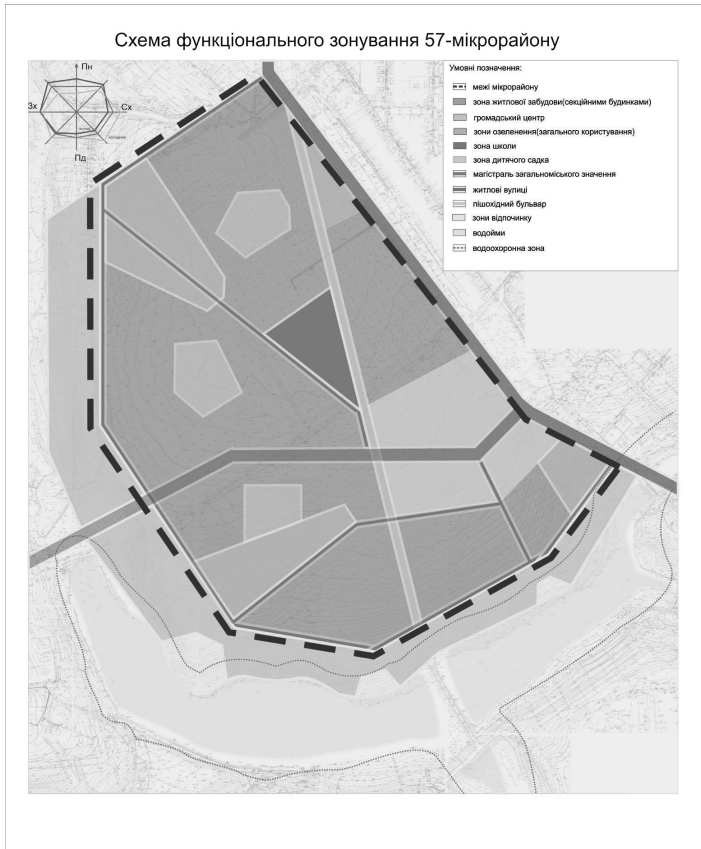 Схема функціонального зонування 57-мікрорайону
Пн
Зх
Сх
Пд
Умовні позначення:
межі мікрорайону
зона житлової забудови(секційними будинками)
громадський центр
зони озеленення(загального користування)
зона школи
зона дитячого садка
магістраль загальноміського значення
житлові вулиці
пішохідний бульвар
зони відпочинку
водойми
водоохоронна зона